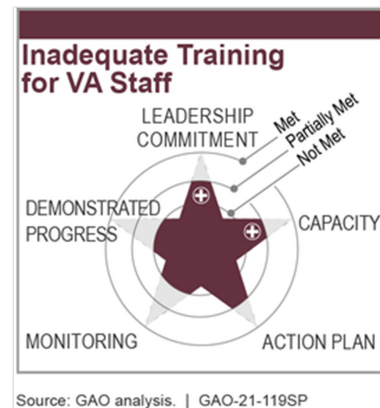 Inadequate Training
for VA Staff
LEADERSHIP
COMMITMENT
Met
Partially Met
Not Met
DEMONSTRATED
PROGRESS
CAPACITY
MONITORING
ACTION PLAN
Source: GAO analysis. | GAO-21-119SP